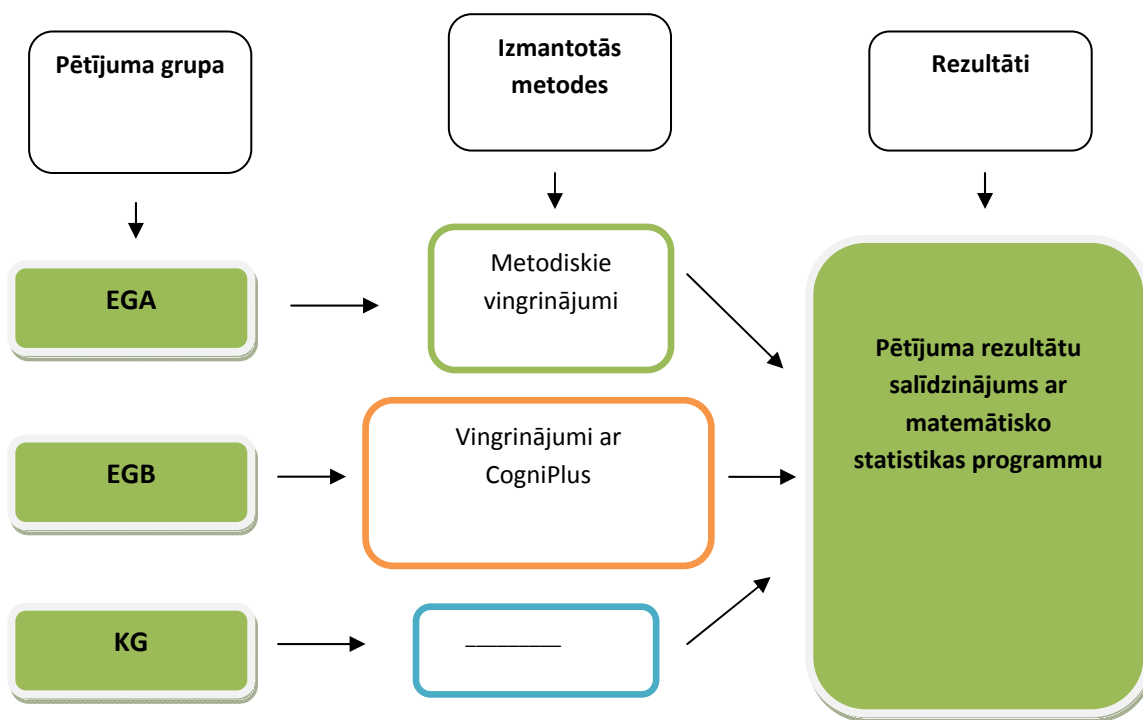 Pētījuma grupa
Izmantotās
metodes
Rezultāti
EGA
Metodiskie
vingrinājumi
EGB
Vingrinājumi ar
CogniPlus
KG
_________
Pētījuma rezultātu
salīdzinājums ar
matemātisko
statistikas programmu